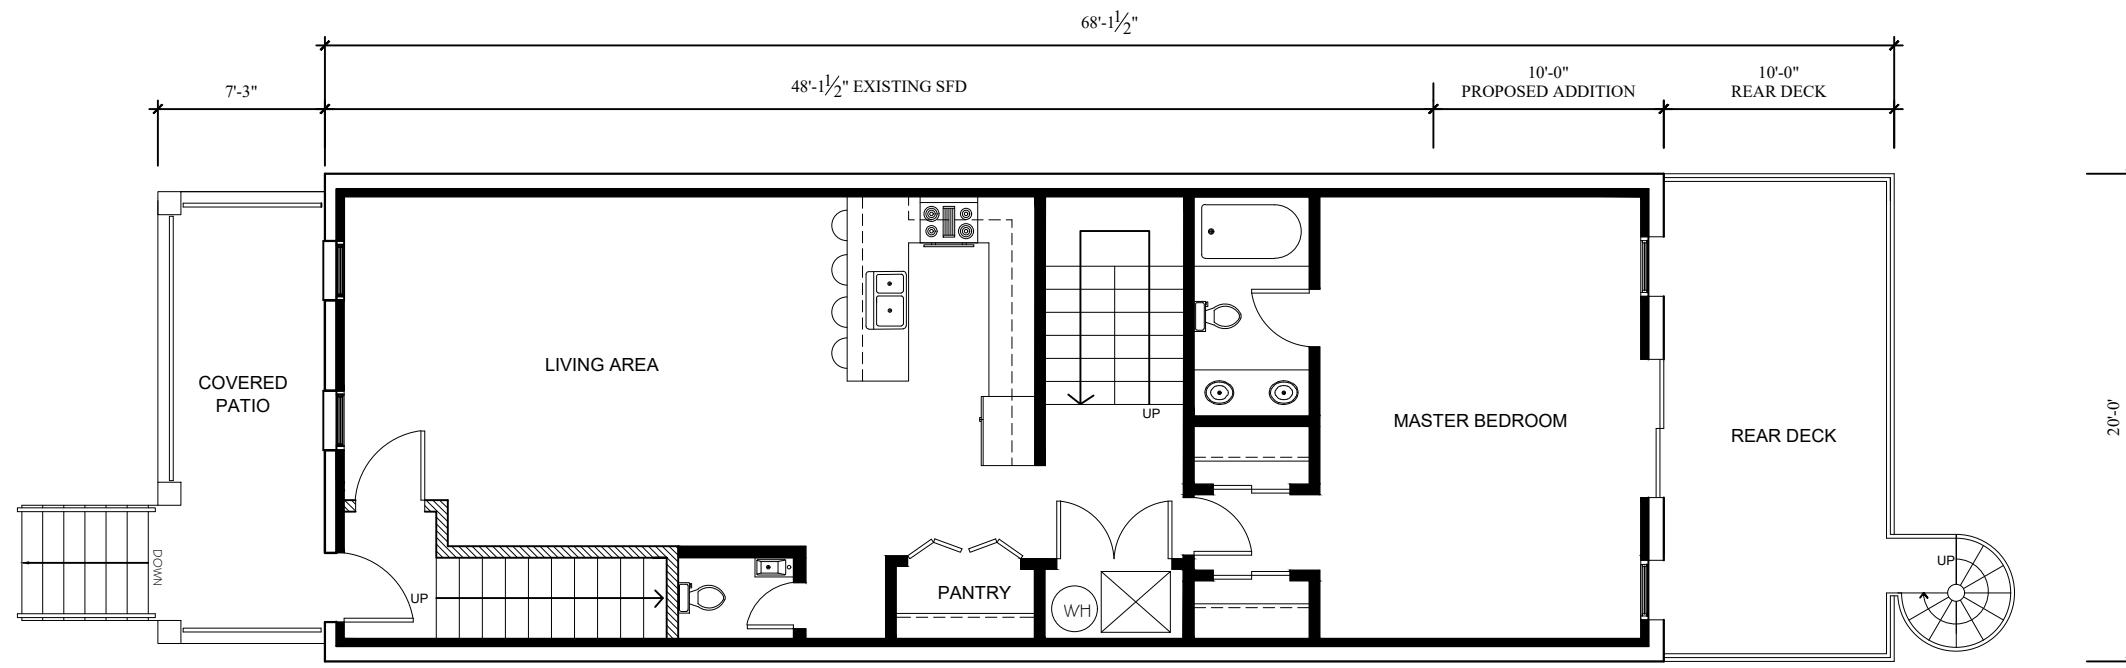 68'-1½"
7'-3"
48'-1½" EXISTING SFD
10'-0"
PROPOSED ADDITION
10'-0"
REAR DECK
LIVING AREA
COVERED
PATIO
UP
MASTER BEDROOM
REAR DECK
20'-0'
DOWN
UP
PANTRY
WH
UP